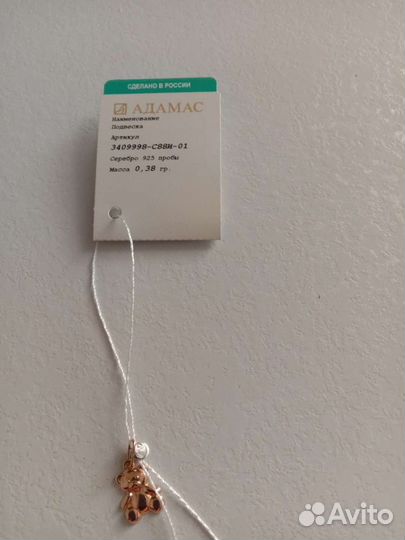 СДЕЛАНО В РОССИИ
АДАМАС
Наименование
Подвеска
Артикул
3409998-С88И-01
Серебро 925 пробы
Масса 0,38 гр.
Avito